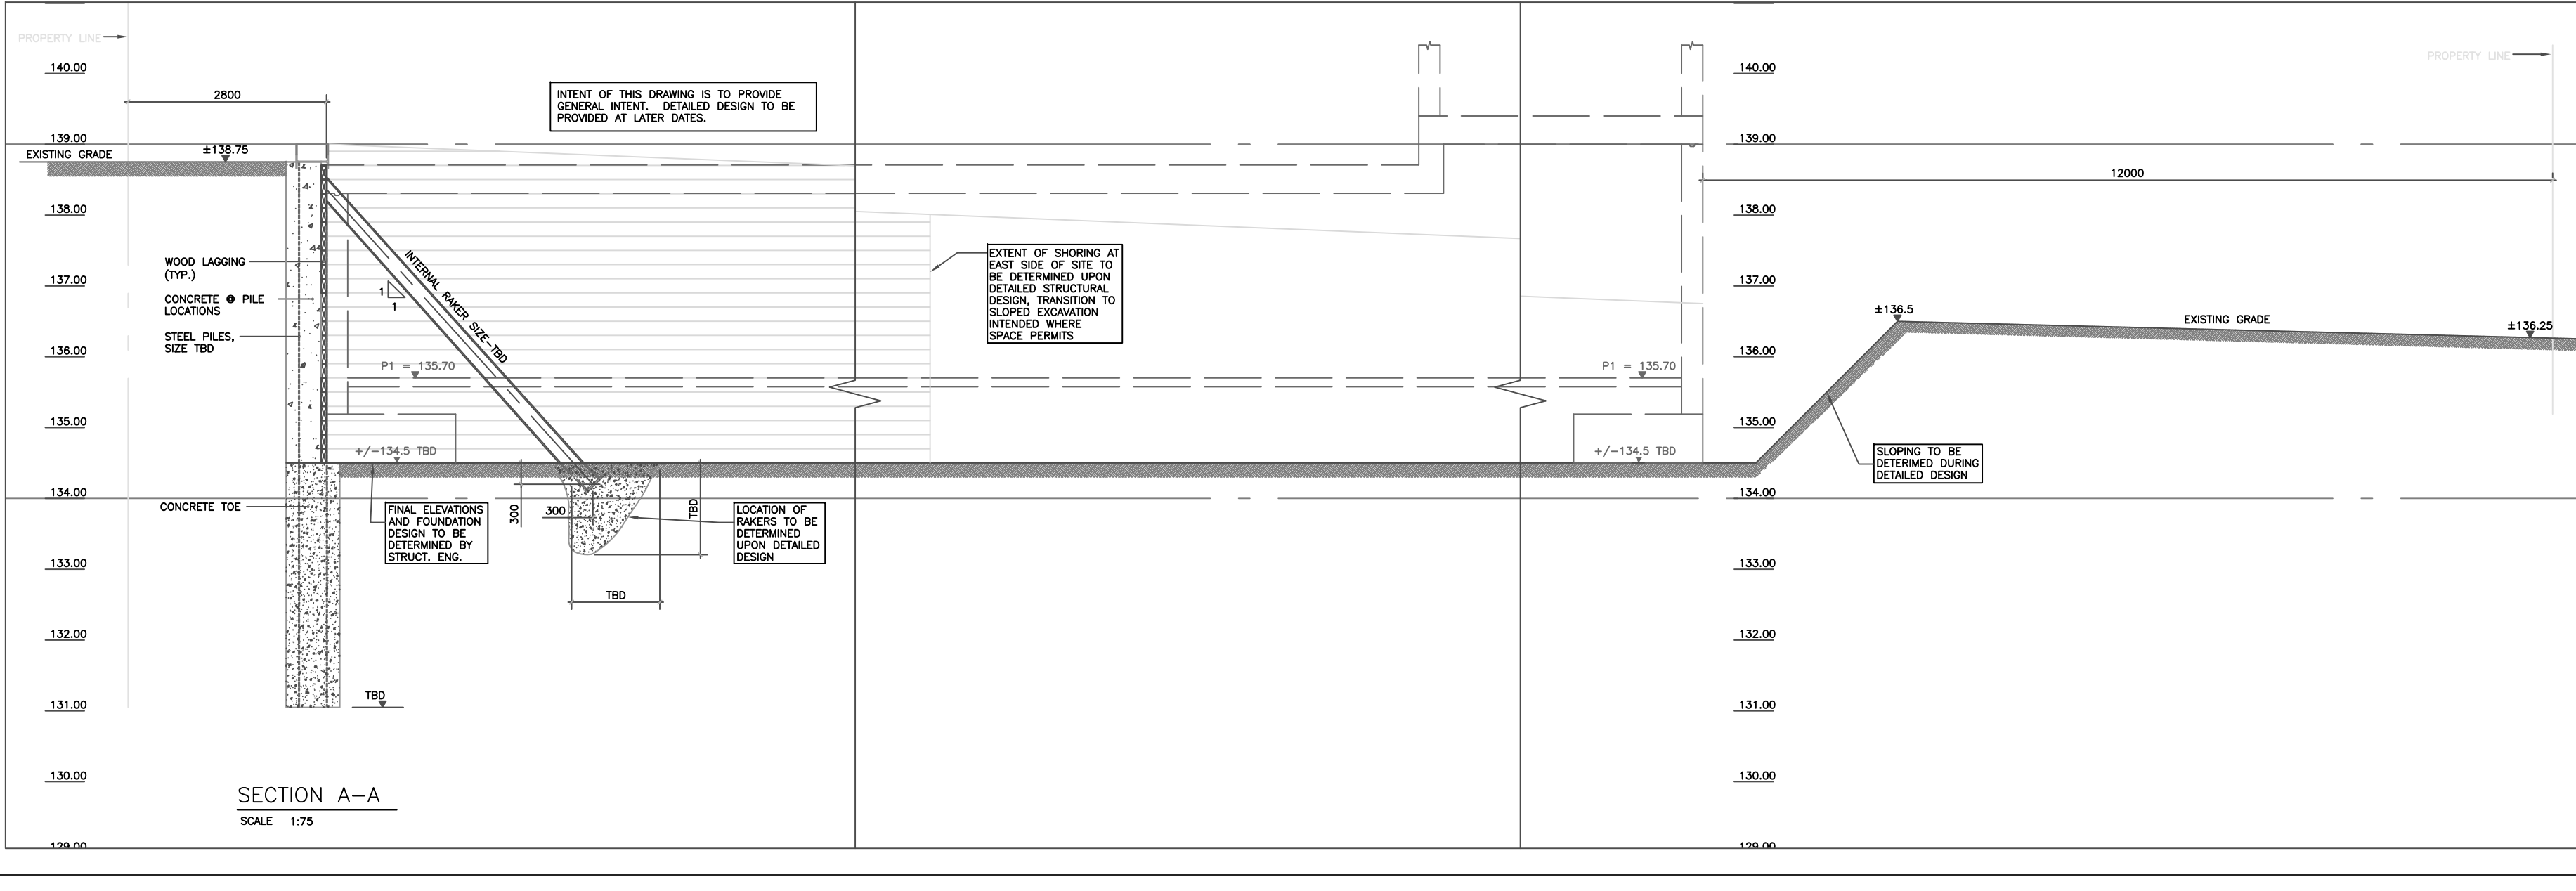 PROPERTY LINE
140.00
2800
139.00
EXISTING GRADE
±138.75
138.00
WOOD LAGGING
(TYP.)
137.00
CONCRETE @ PILE
LOCATIONS
STEEL PILES,
SIZE TBD
136.00
135.00
134.00
CONCRETE TOE
133.00
132.00
TBD
131.00
130.00
129.00
INTENT OF THIS DRAWING IS TO PROVIDE
GENERAL INTENT. DETAILED DESIGN TO BE
PROVIDED AT LATER DATES.
INTERNAL RAKER SIZE-TBD
1
1
P1 = 135.70
+/-134.5 TBD
FINAL ELEVATIONS
AND FOUNDATION
DESIGN TO BE
DETERMINED BY
STRUCT. ENG.
300
300
TBD
TBD
LOCATION OF
RAKERS TO BE
DETERMINED
UPON DETAILED
DESIGN
EXTENT OF SHORING AT
EAST SIDE OF SITE TO
BE DETERMINED UPON
DETAILED STRUCTURAL
DESIGN, TRANSITION TO
SLOPED EXCAVATION
INTENDED WHERE
SPACE PERMITS
P1 = 135.70
+/-134.5 TBD
PROPERTY LINE
140.00
139.00
12000
138.00
137.00
±136.5
EXISTING GRADE
±136.25
136.00
135.00
SLOPING TO BE
DETERIMED DURING
DETAILED DESIGN
134.00
133.00
132.00
131.00
130.00
129.00
SECTION A-A
SCALE 1:75